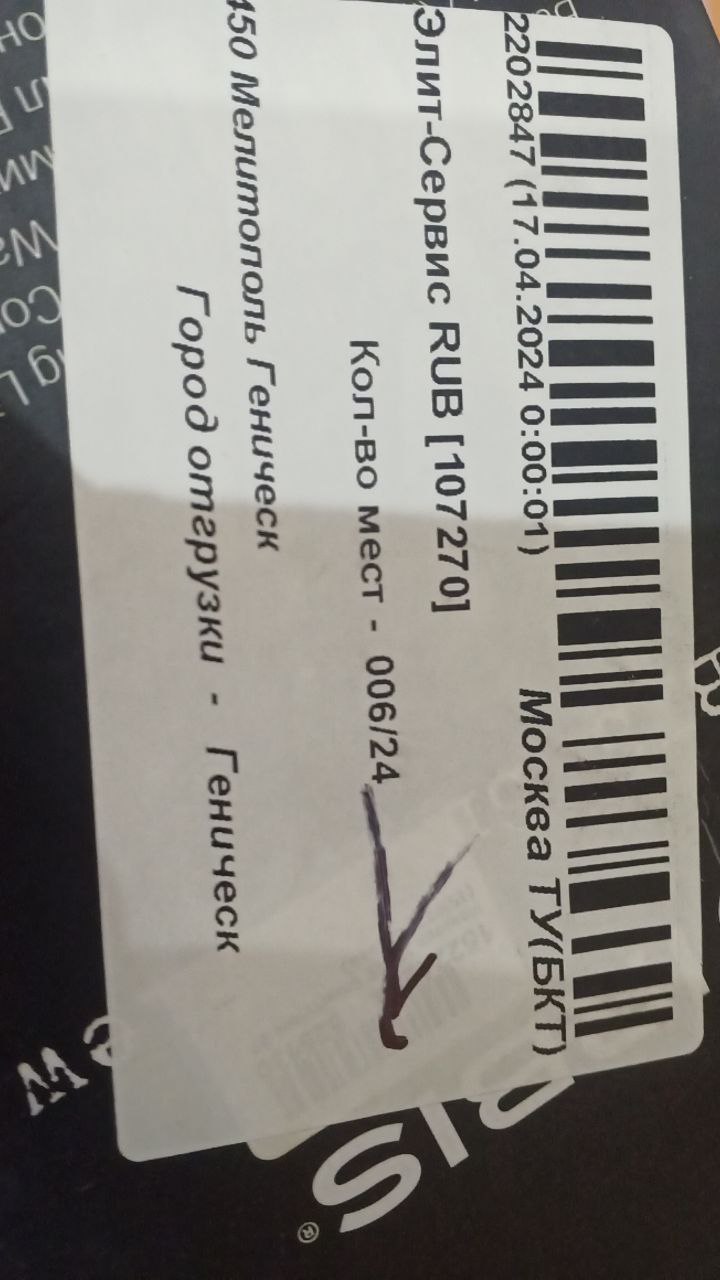 2202847 (17.04.2024 0:00:01) Москва ТУ(БКТ)
Элит-Сервис RUB [107270]
Кол-во мест - 006/24
450 Мелитополь Геническ
Город отгрузки - Геническ